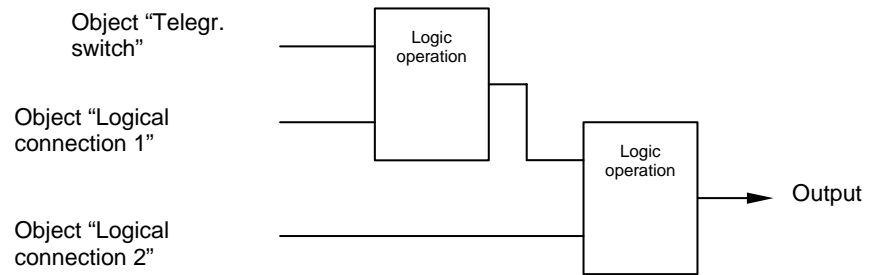 Object “Telegr.
switch”
Logic
operation
Object “Logical
connection 1”
Logic
operation
Output
Object “Logical
connection 2”